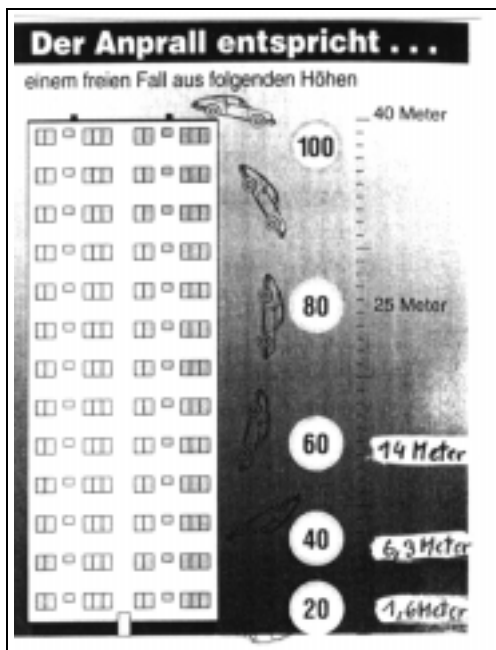 Der Anprall entspricht . . .
einem freien Fall aus folgenden Höhen
100
40 Meter
80
25 Meter
60
14 Meter
40
6,3 Meter
20
1,6 Meter